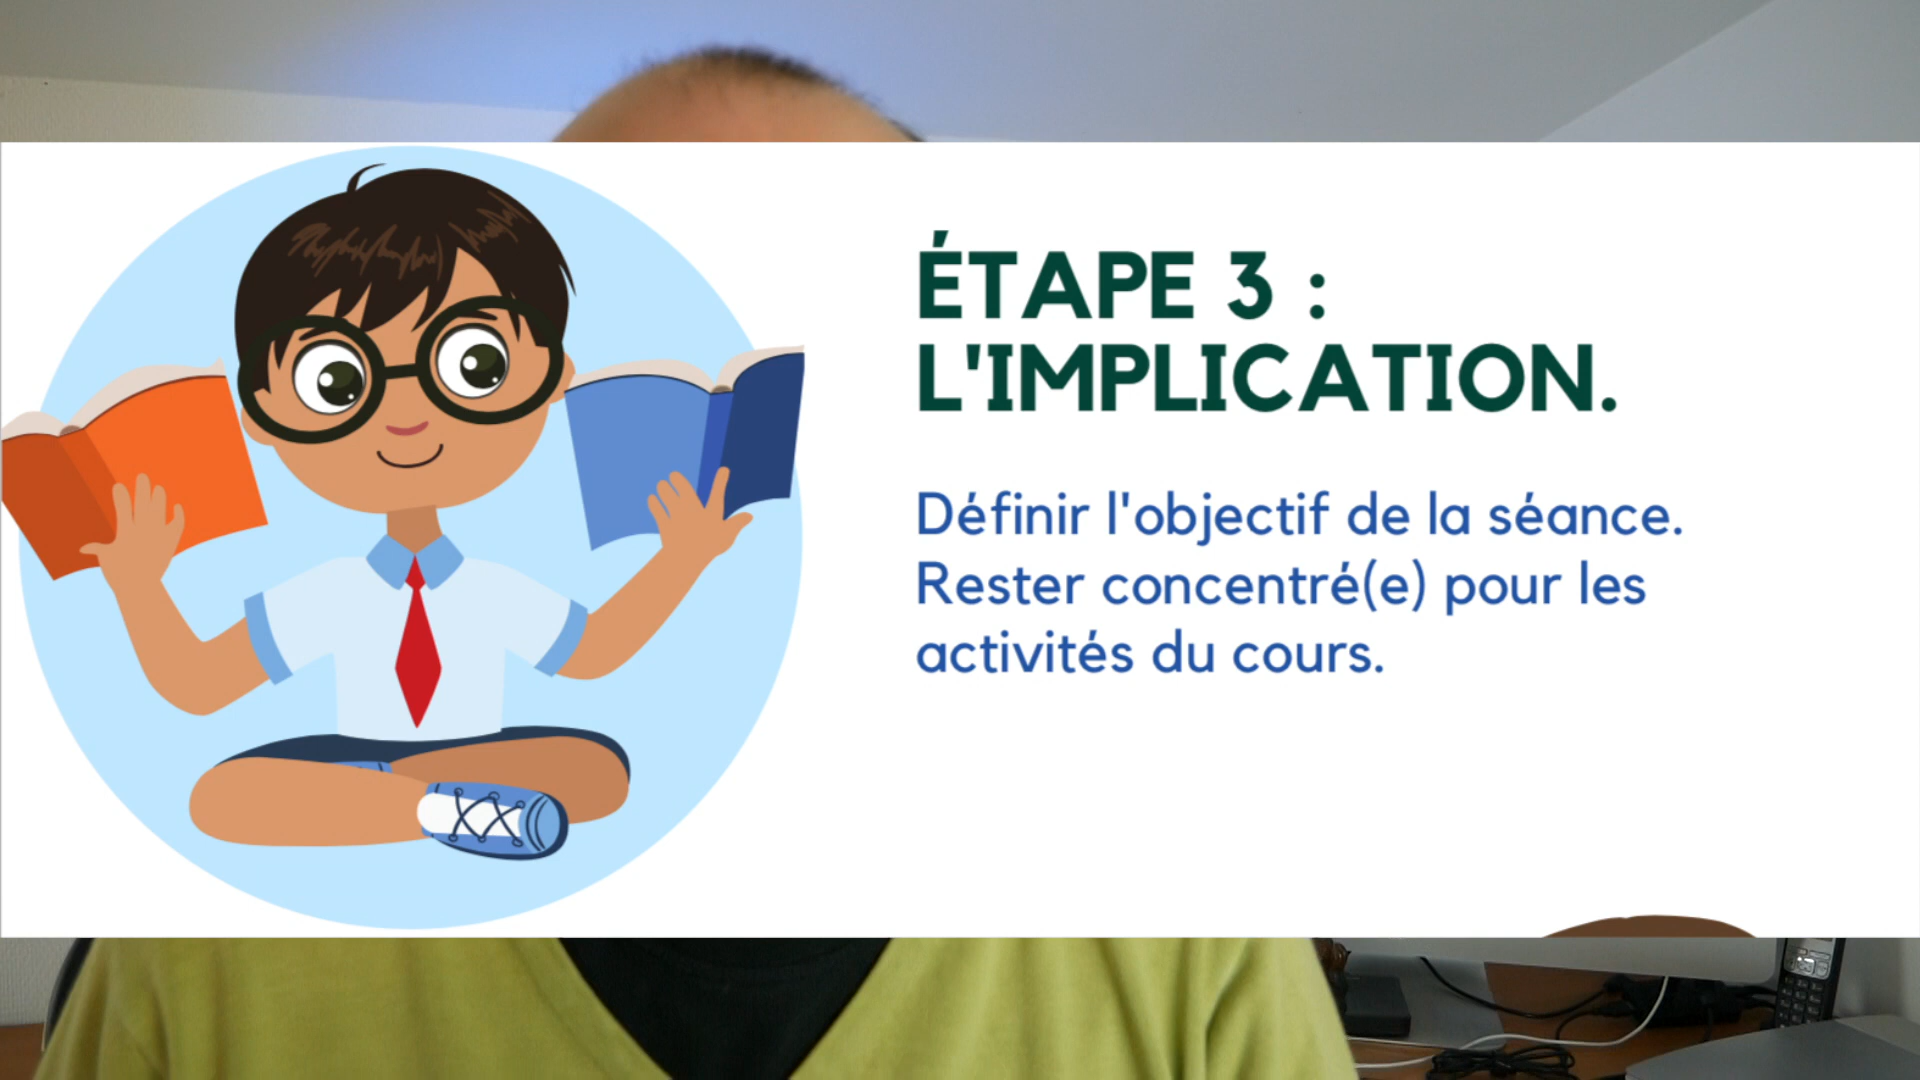 ÉTAPE 3 :
L'IMPLICATION.
Définir l'objectif de la séance.
Rester concentré(e) pour les
activités du cours.